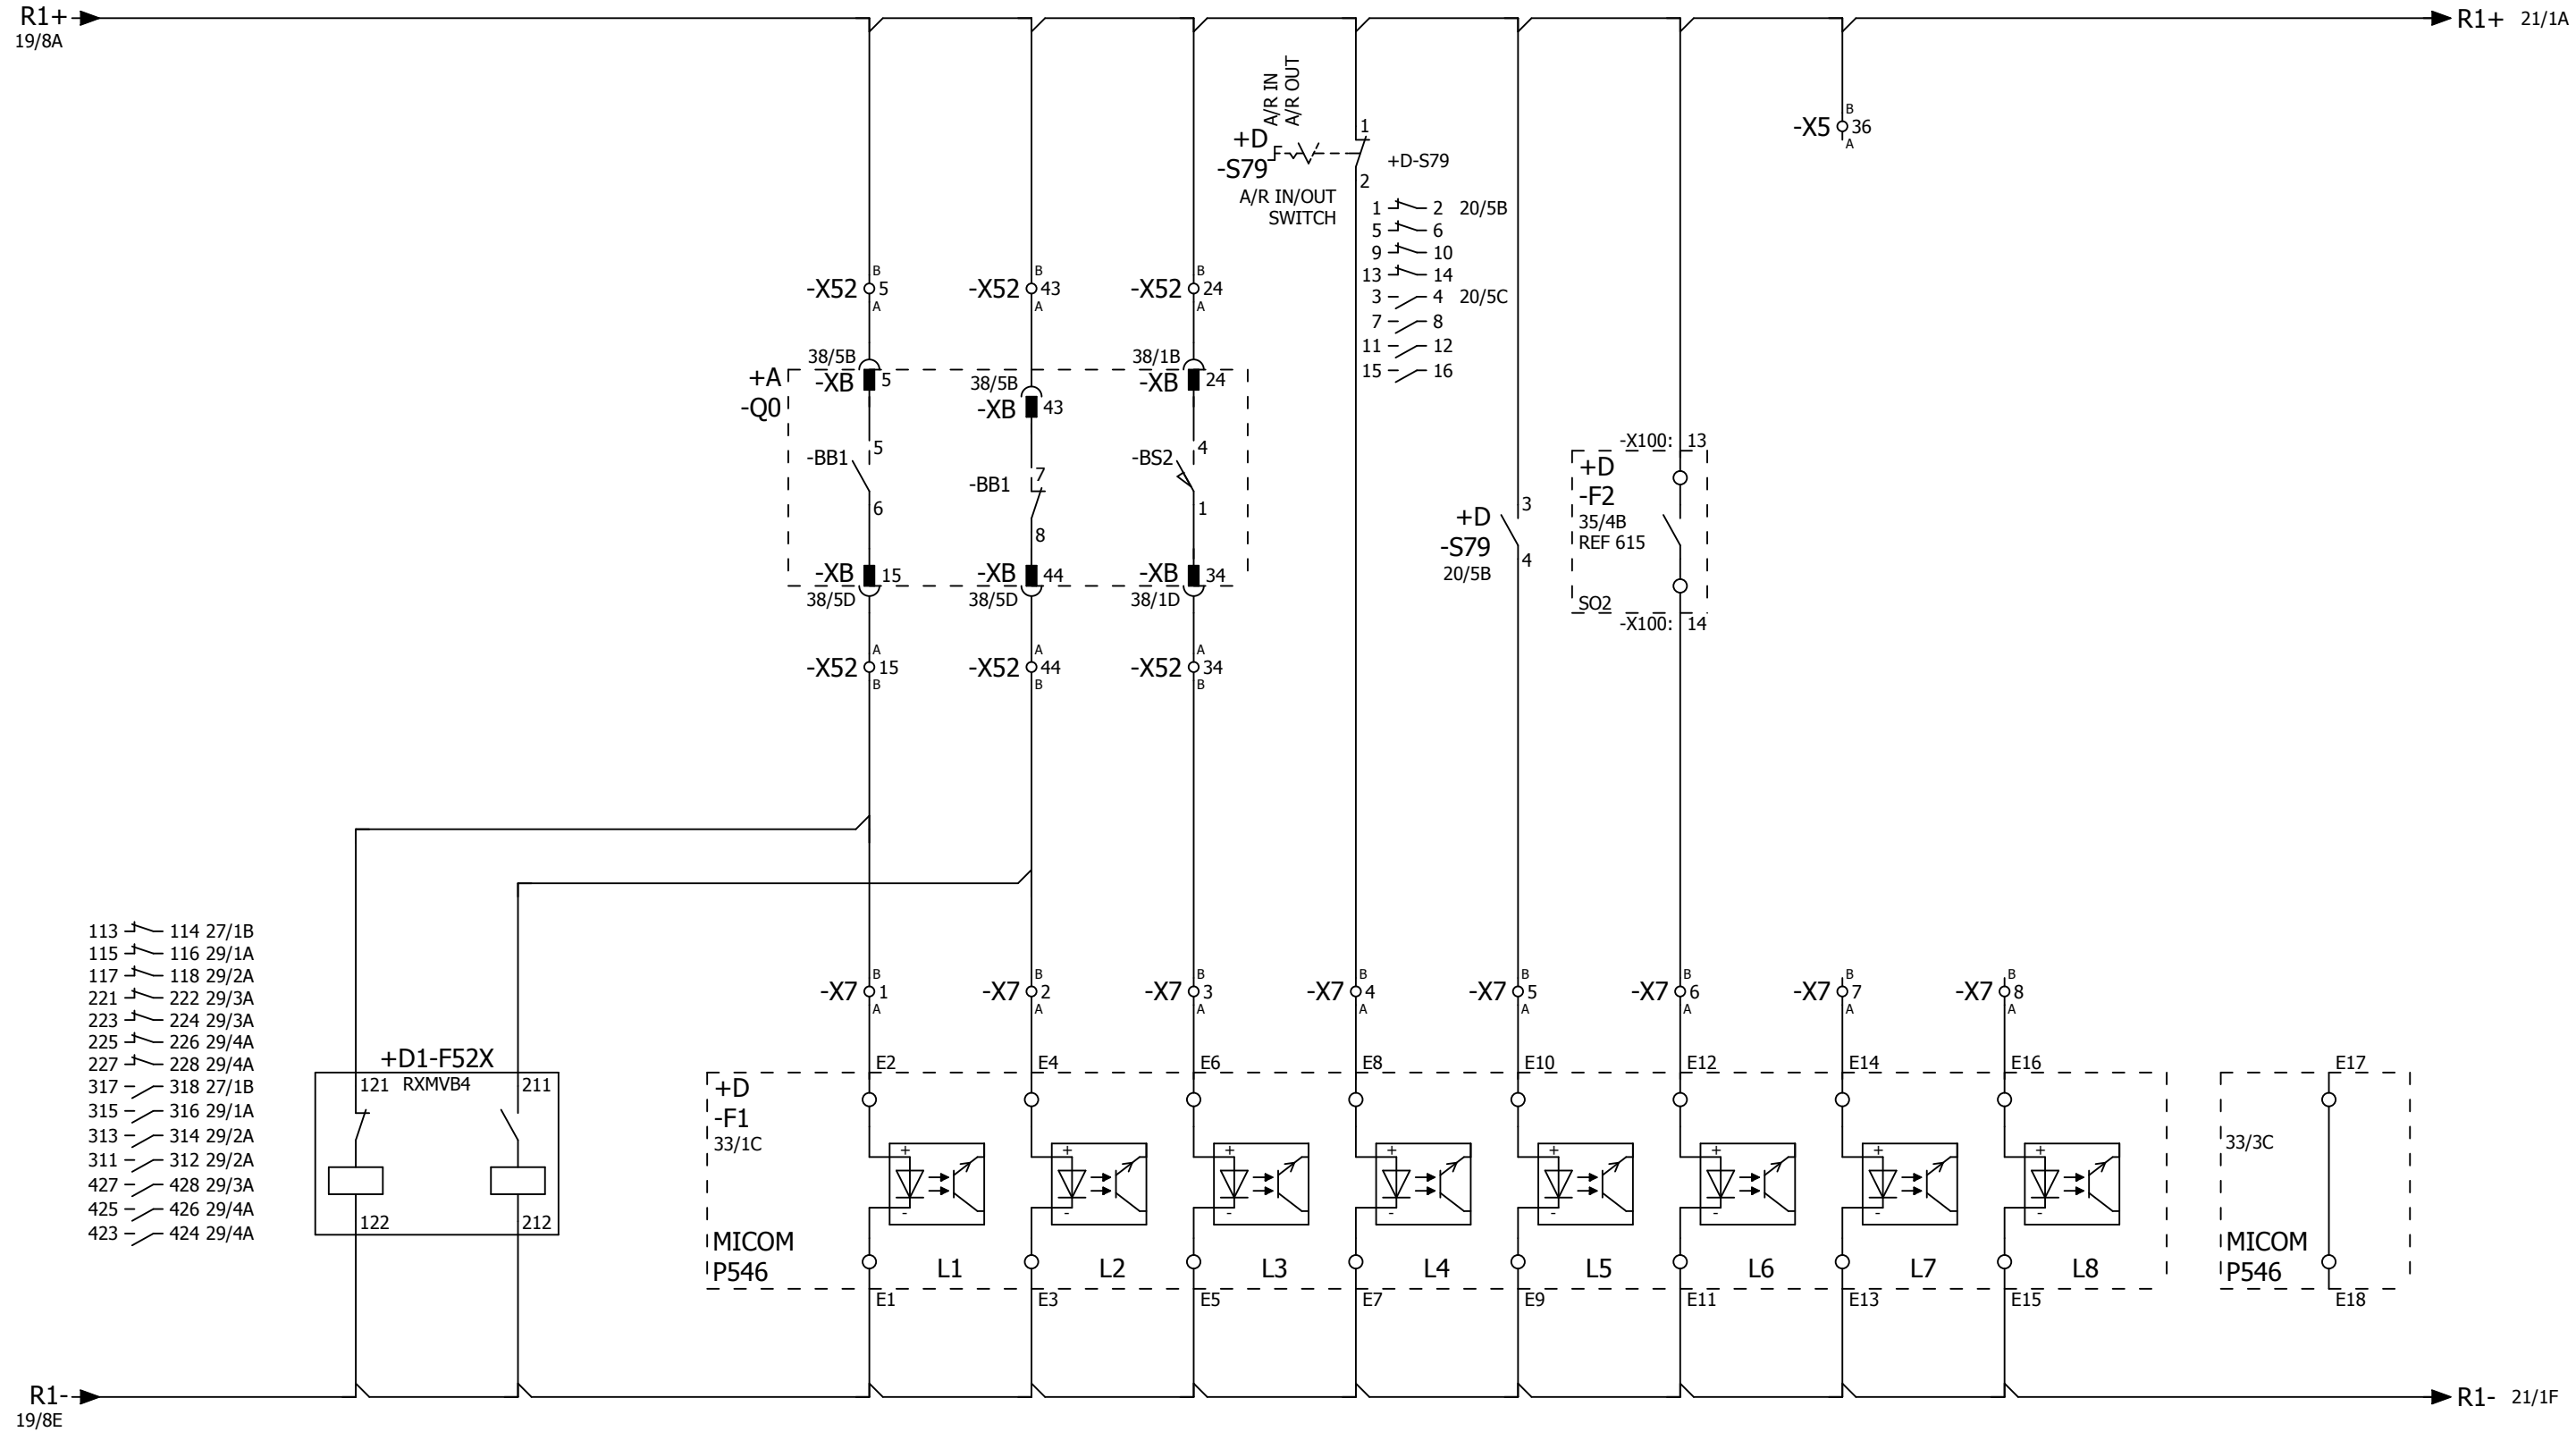 R1+
19/8A
R1+ 21/1A
A/R IN
A/R OUT
+D
-S79
A/R IN/OUT
SWITCH
1
2
+D-S79
1 2 20/5B
5 6
9 10
13 14
3 4 20/5C
7 8
11 12
15 16
B
-X5 36
A
B
-X52 5
A
B
-X52 43
A
B
-X52 24
A
+A
-Q0
38/5B
-XB 5
38/5B
-XB 43
38/1B
-XB 24
5
-BB1
6
7
-BB1
8
4
-BS2
1
-XB 15
38/5D
-XB 44
38/5D
-XB 34
38/1D
A
-X52 15
B
A
-X52 44
B
A
-X52 34
B
3
+D
-S79
20/5B
4
-X100: 13
+D
-F2
35/4B
REF 615
SO2
-X100: 14
113 114 27/1B
115 116 29/1A
117 118 29/2A
221 222 29/3A
223 224 29/3A
225 226 29/4A
227 228 29/4A
317 318 27/1B
315 316 29/1A
313 314 29/2A
311 312 29/2A
427 428 29/3A
425 426 29/4A
423 424 29/4A
+D1-F52X
121 RXMVB4 211
122 212
B
-X7 1
A
B
-X7 2
A
B
-X7 3
A
B
-X7 4
A
B
-X7 5
A
B
-X7 6
A
B
-X7 7
A
B
-X7 8
A
E2 E4 E6 E8 E10 E12 E14 E16 E17
+D
-F1
33/1C
+ + + + + + + +
- - - - - - - -
MICOM
P546
L1 L2 L3 L4 L5 L6 L7 L8
E1 E3 E5 E7 E9 E11 E13 E15
33/3C
MICOM
P546
E18
R1-
19/8E
R1- 21/1F